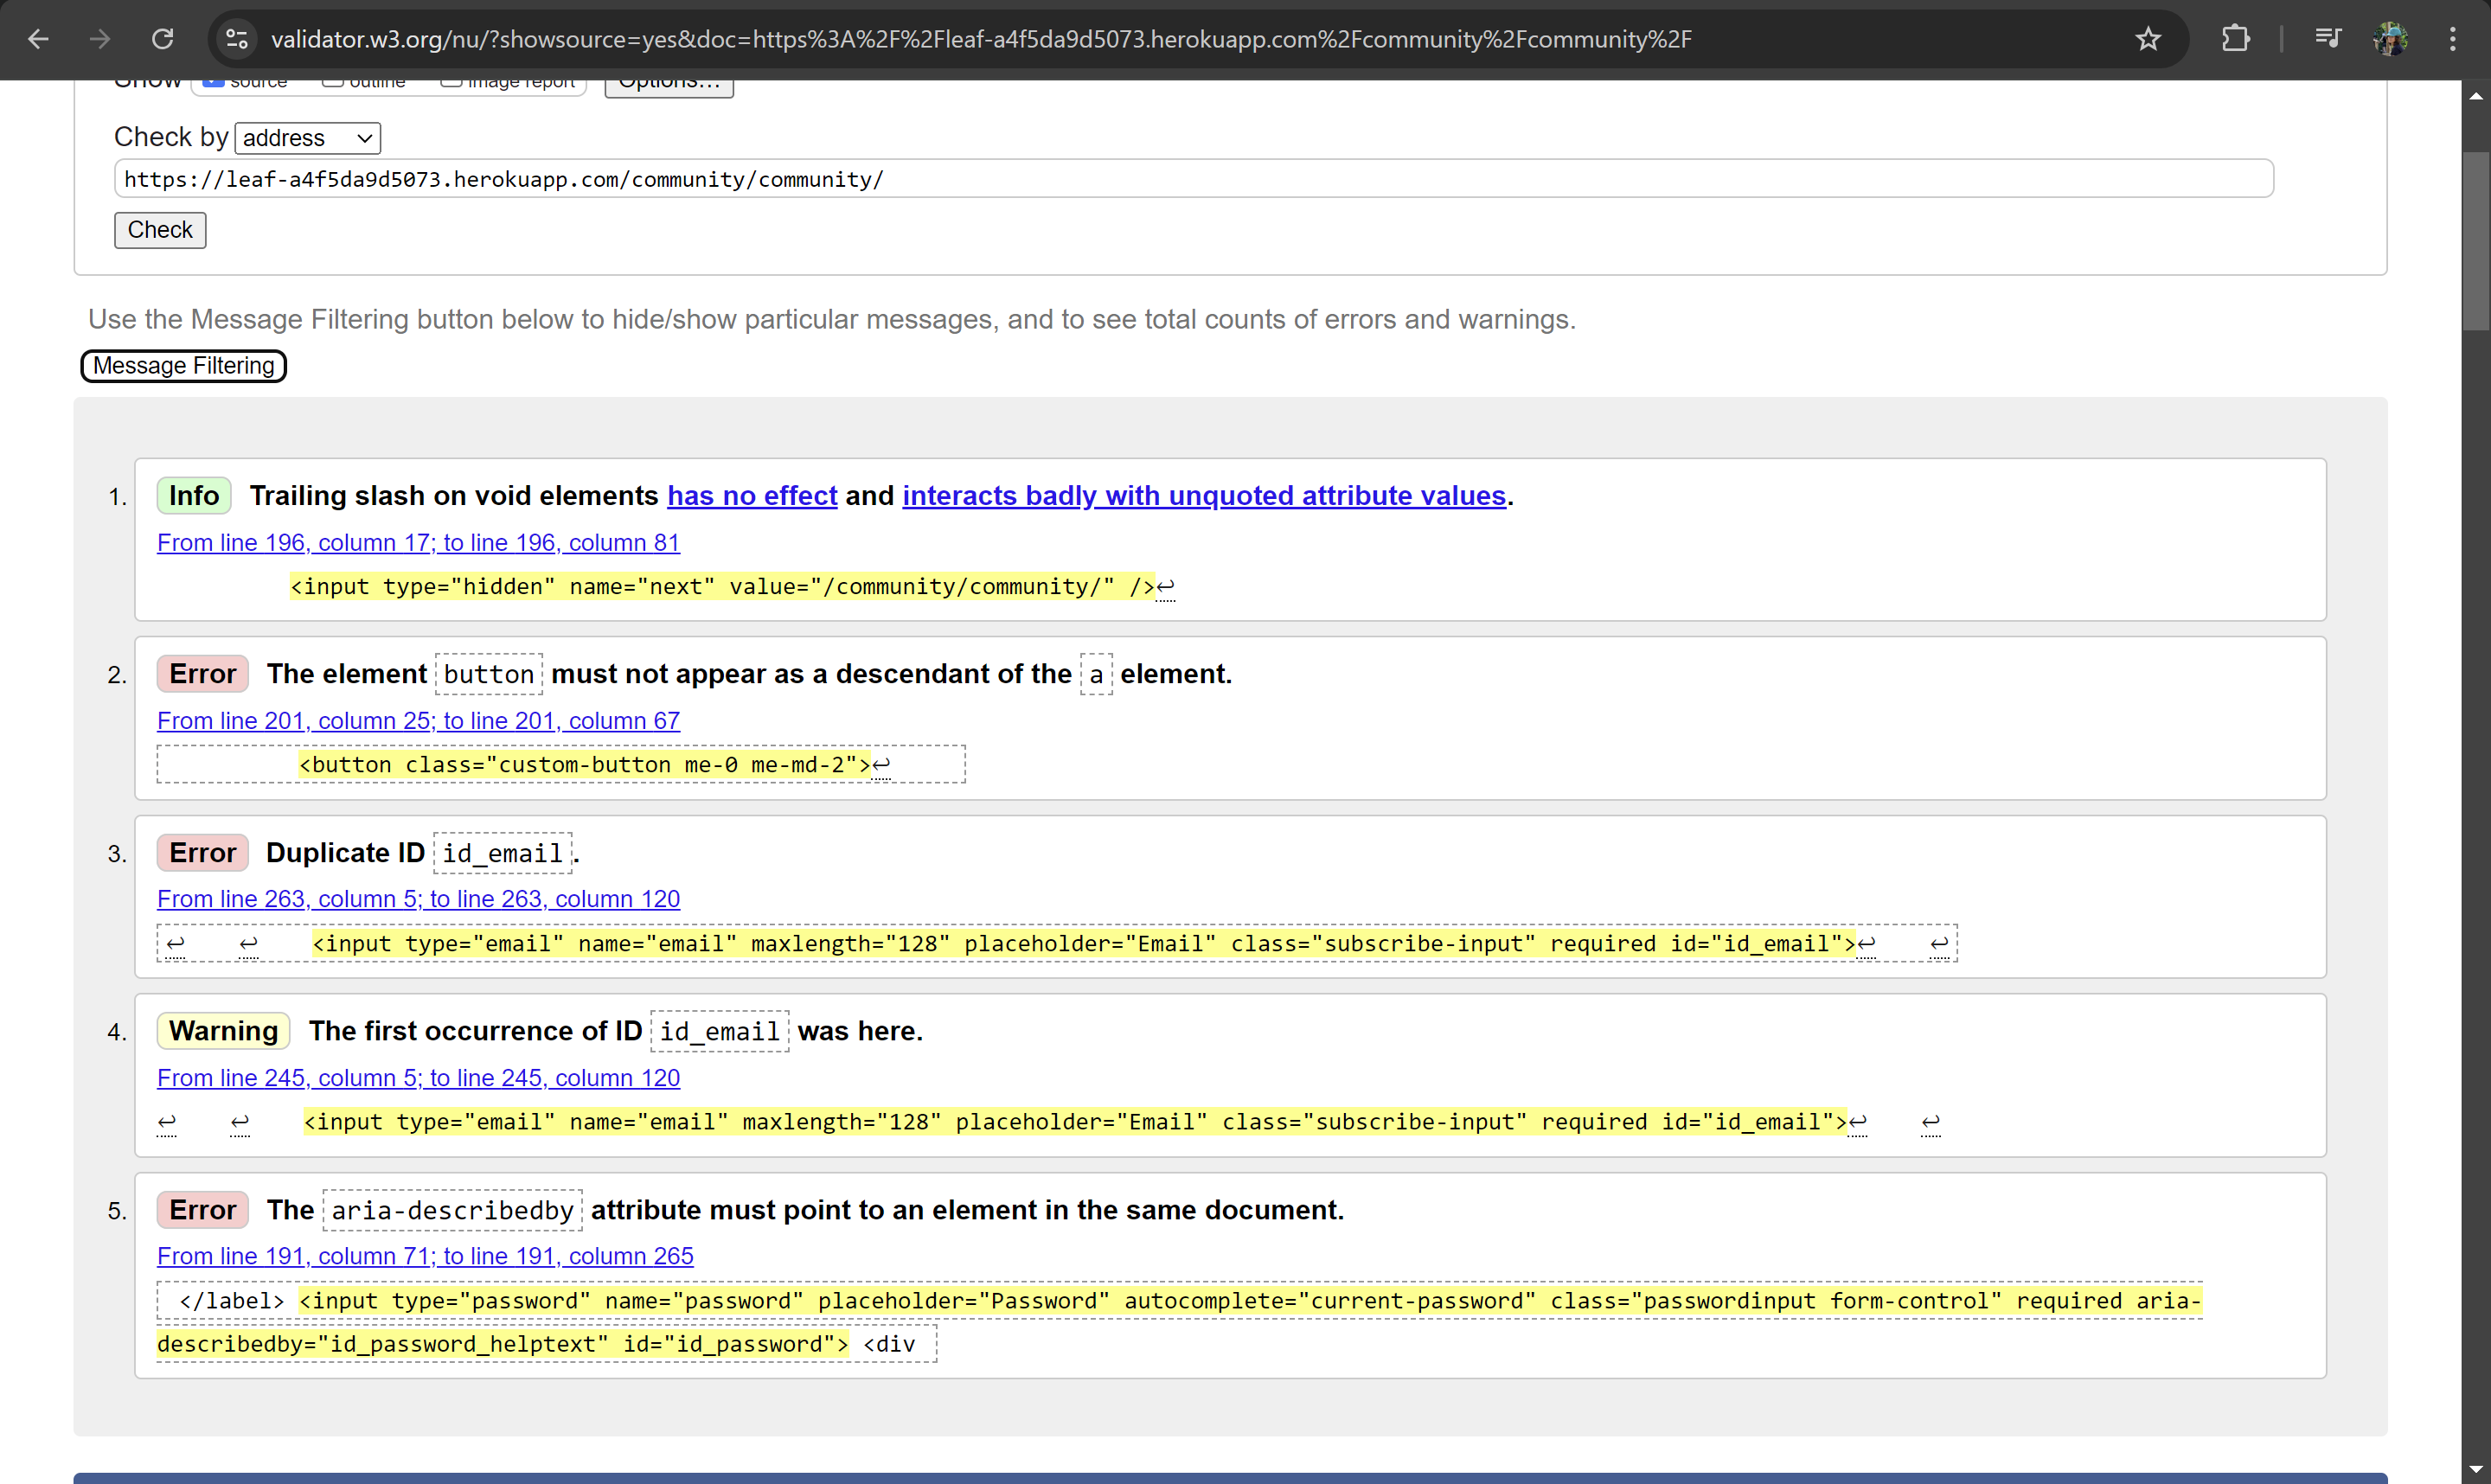 validator.w3.org/nu/?showsource=yes&doc=https%3A%2F%2Fleaf-a4f5da9d5073.herokuapp.com%2Fcommunity%2Fcommunity%2F
Show source outline image report Options...
Check by address
https://leaf-a4f5da9d5073.herokuapp.com/community/community/
Check
Use the Message Filtering button below to hide/show particular messages, and to see total counts of errors and warnings.
Message Filtering
1. Info Trailing slash on void elements has no effect and interacts badly with unquoted attribute values.
From line 196, column 17; to line 196, column 81
<input type="hidden" name="next" value="/community/community/" />↩
2. Error The element button must not appear as a descendant of the a element.
From line 201, column 25; to line 201, column 67
<button class="custom-button me-0 me-md-2">↩
3. Error Duplicate ID id_email.
From line 263, column 5; to line 263, column 120
↩ ↩ <input type="email" name="email" maxlength="128" placeholder="Email" class="subscribe-input" required id="id_email">↩ ↩
4. Warning The first occurrence of ID id_email was here.
From line 245, column 5; to line 245, column 120
↩ ↩ <input type="email" name="email" maxlength="128" placeholder="Email" class="subscribe-input" required id="id_email">↩ ↩
5. Error The aria-describedby attribute must point to an element in the same document.
From line 191, column 71; to line 191, column 265
</label> <input type="password" name="password" placeholder="Password" autocomplete="current-password" class="passwordinput form-control" required aria-
describedby="id_password_helptext" id="id_password"> <div